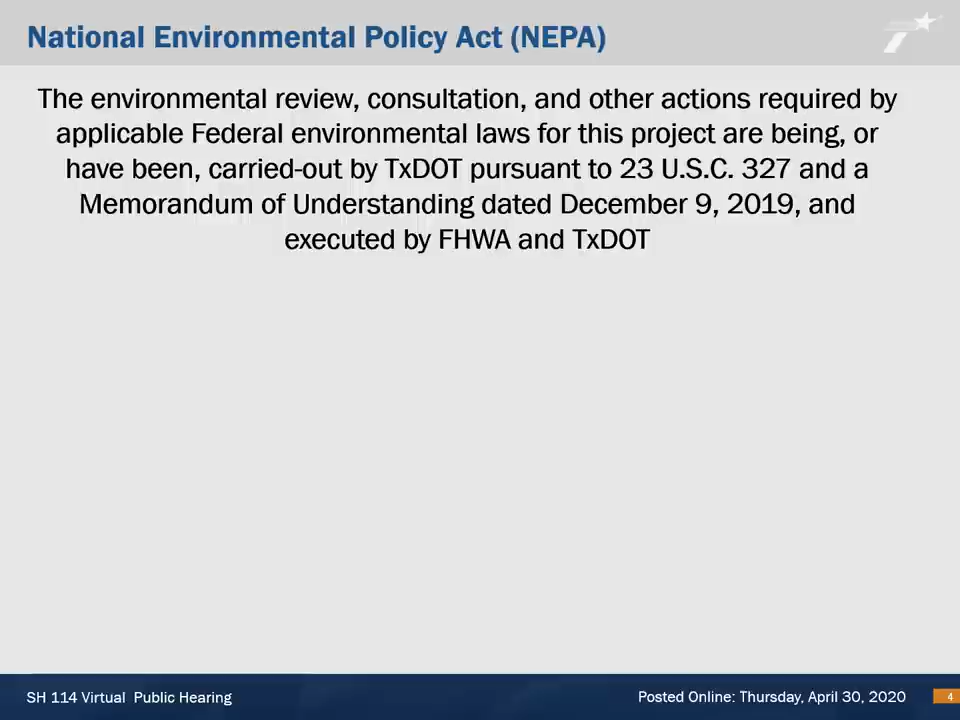 National Environmental Policy Act (NEPA)
The environmental review, consultation, and other actions required by
applicable Federal environmental laws for this project are being, or
have been, carried-out by TxDOT pursuant to 23 U.S.C. 327 and a
Memorandum of Understanding dated December 9, 2019, and
executed by FHWA and TxDOT
SH 114 Virtual  Public Hearing
Posted Online: Thursday, April 30, 2020
4